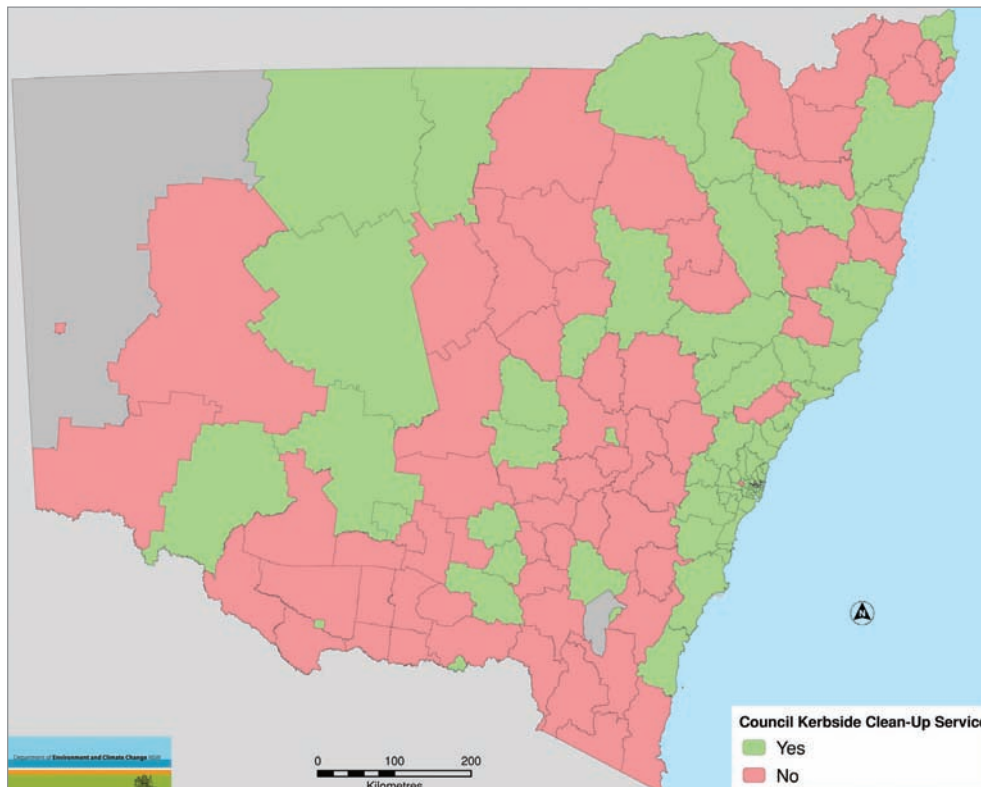 N
Council Kerbside Clean-Up Service
Yes
No
Department of Environment and Climate Change NSW
0 100 200
Kilometres